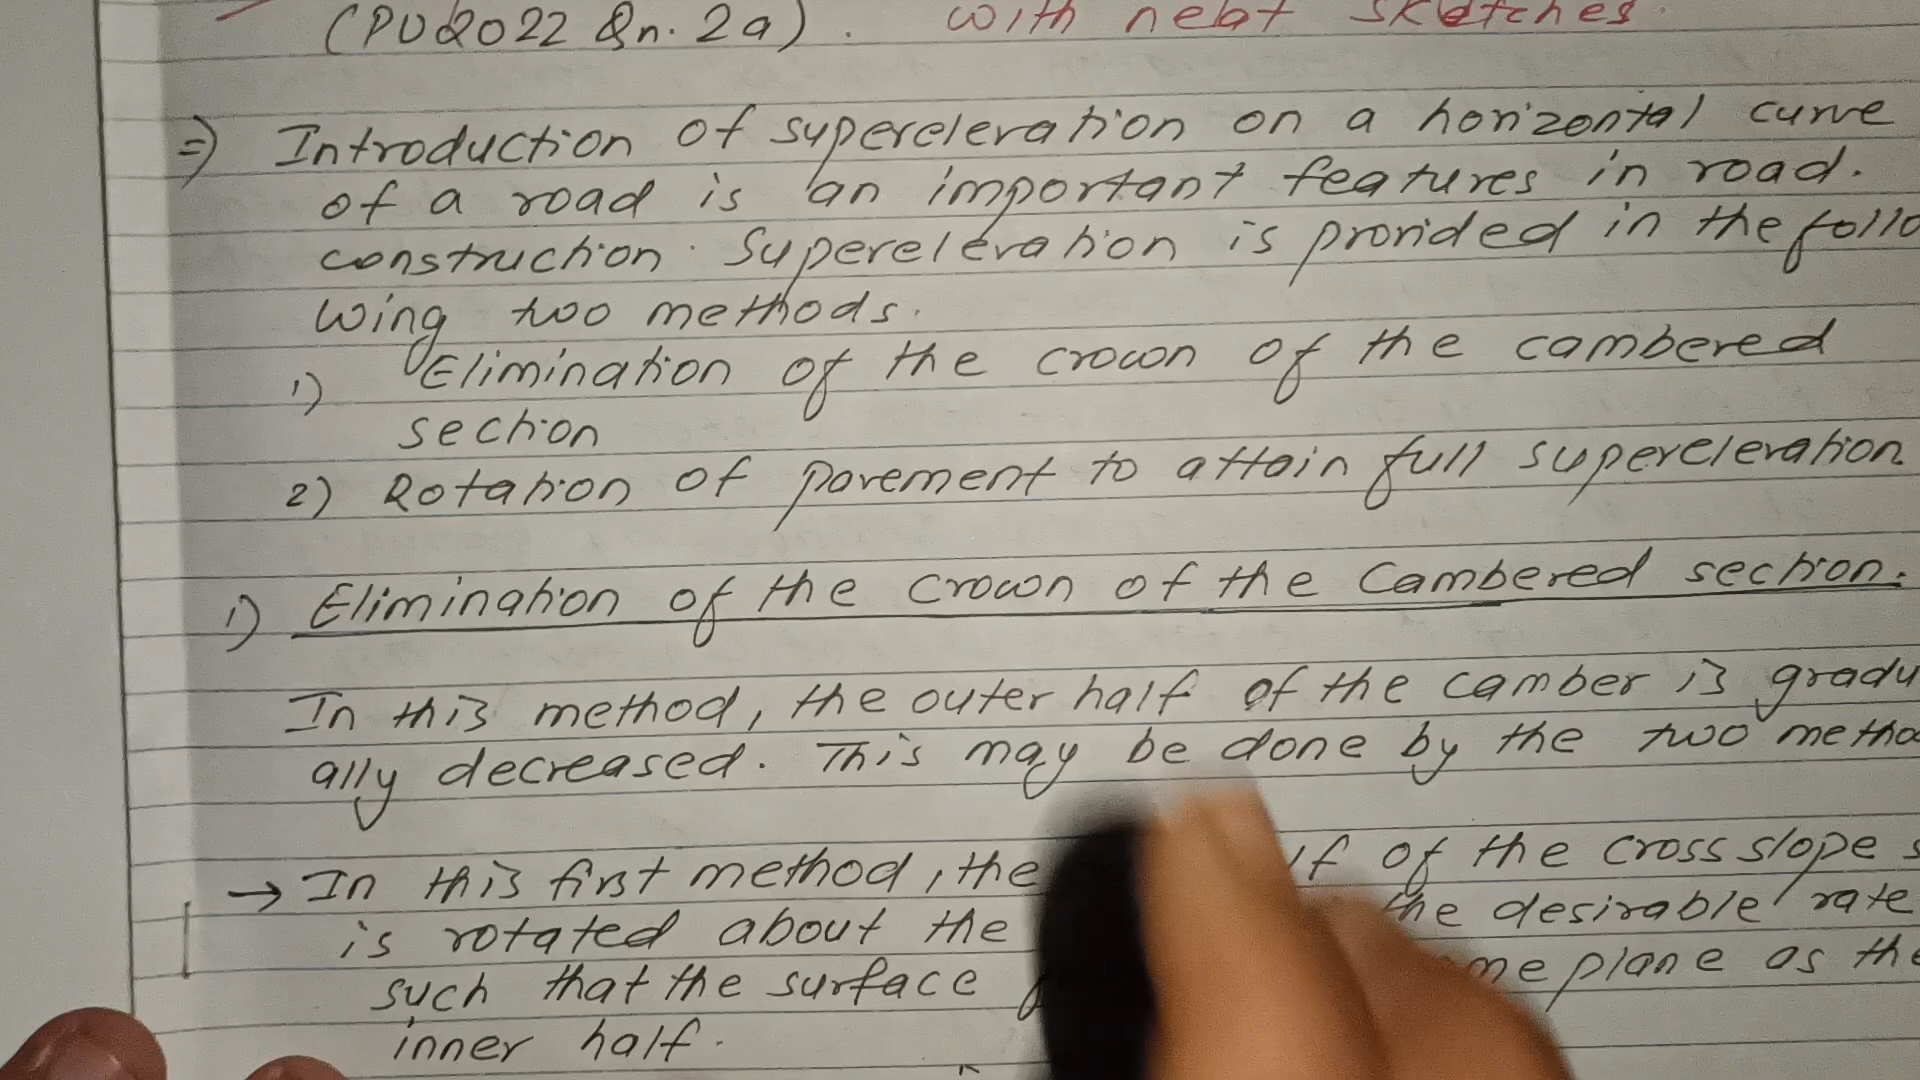 (PU 2022 Qn. 2a). with neat sketches.
=) Introduction of superelevation on a horizontal curve
of a road is an important features in road.
construction. Superelevation is provided in the follo
wing two methods.
1) Elimination of the crown of the cambered
section
2) Rotation of pavement to attain full superelevation
1) Elimination of the crown of the Cambered section.
In this method, the outer half of the camber is gradu
ally decreased. This may be done by the two
→ In this first method, the of the cross slope
is rotated about the the desirable rate
such that the surface plane as the
inner half.